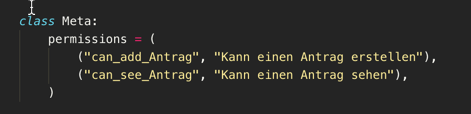 class Meta:
permissions = (
("can_add_Antrag", "Kann einen Antrag erstellen"),
("can_see_Antrag", "Kann einen Antrag sehen"),
)